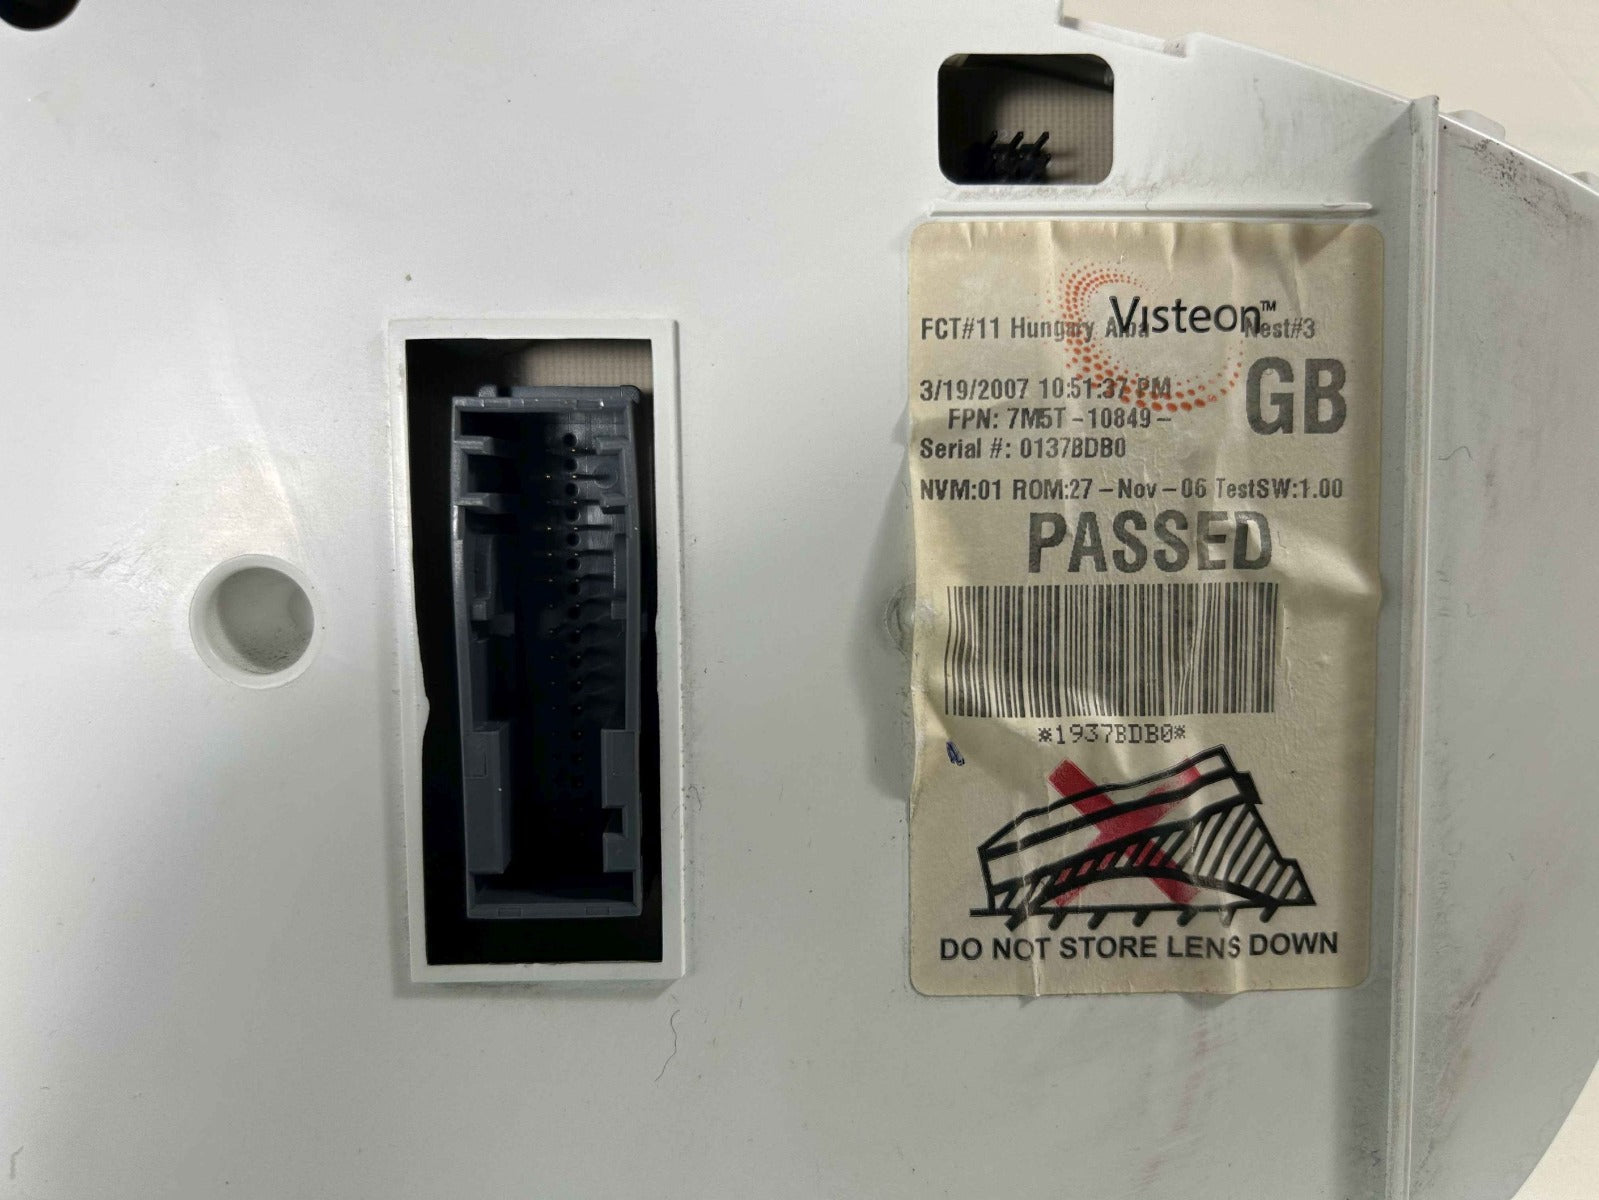 Visteon™
FCT#11 Hungary Alba Nest#3
3/19/2007 10:51:37 PM
GB
FPN: 7M5T-10849-
Serial #: 0137BDB0
NVM:01 ROM:27-Nov-06 TestSW:1.00
PASSED
*1937BDB0*
DO NOT STORE LENS DOWN